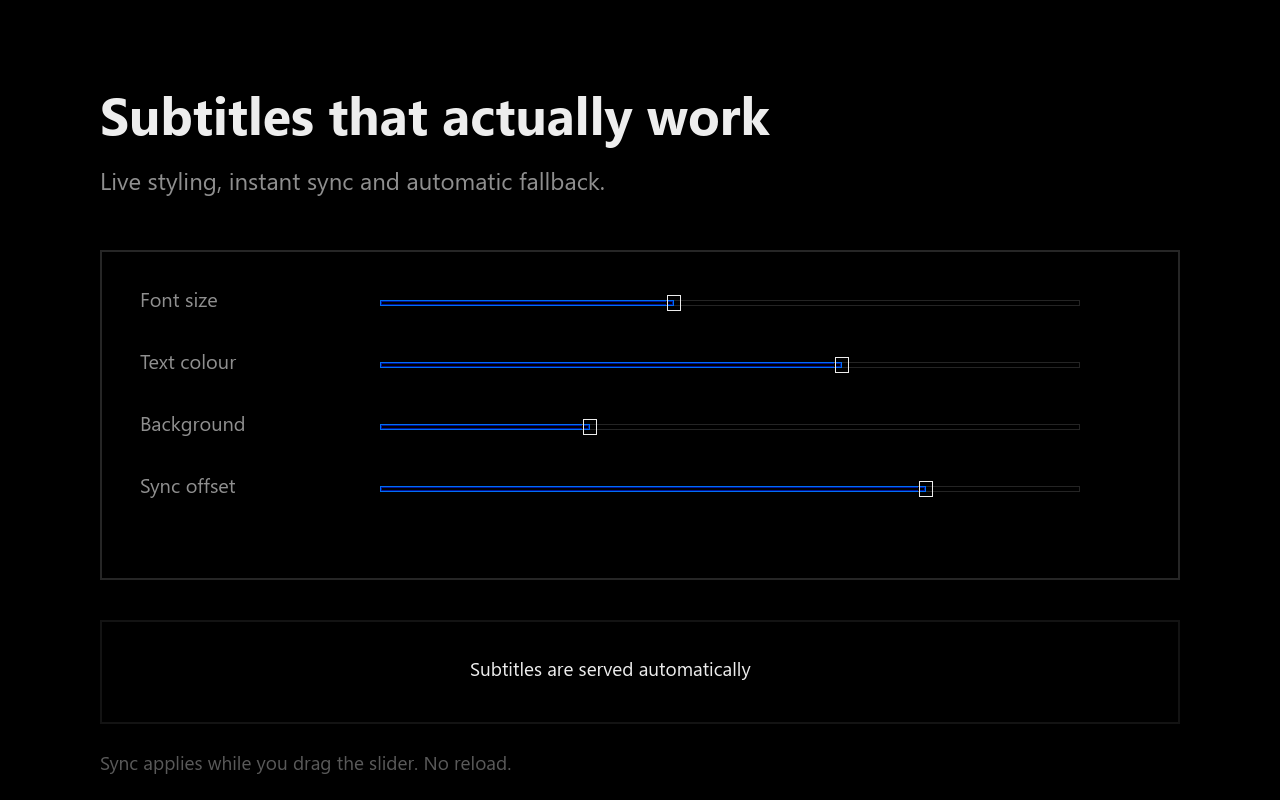 Subtitles that actually work
Live styling, instant sync and automatic fallback.
Font size
Text colour
Background
Sync offset
Subtitles are served automatically
Sync applies while you drag the slider. No reload.